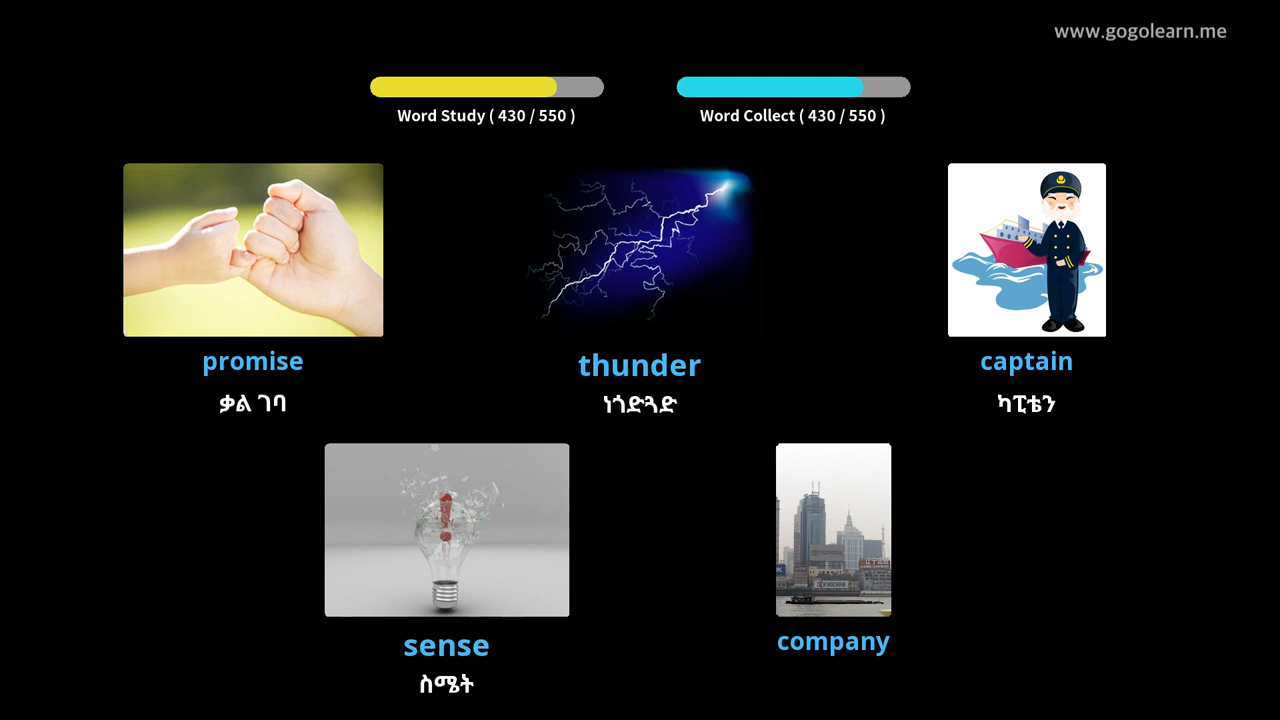 www.gogolearn.me
Word Study ( 430 / 550 )
Word Collect ( 430 / 550 )
promise
ቃል ገባ
thunder
ነጎድጓድ
captain
ካፒቴን
sense
ስሜት
TOYOTA
company